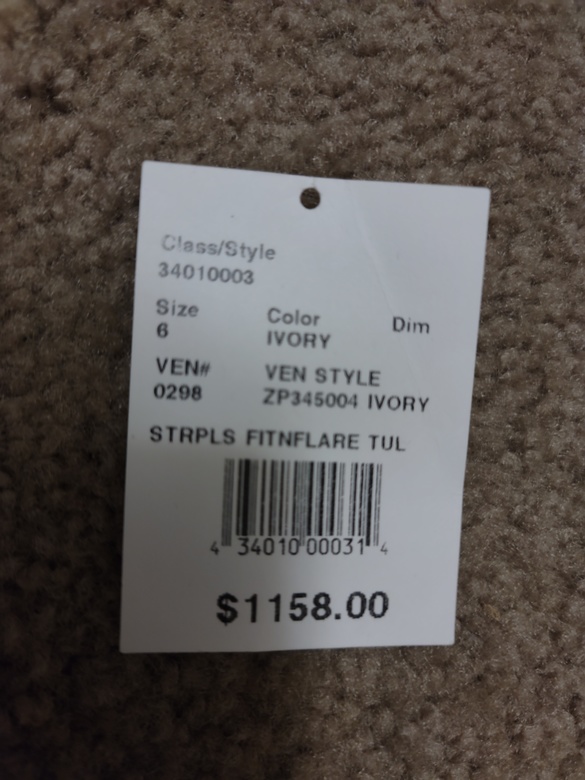 Class/Style
34010003
Size Color Dim
6 IVORY
VEN# VEN STYLE
0298 ZP345004 IVORY
STRPLS FITNFLARE TUL
4 34010 00031 4
$1158.00